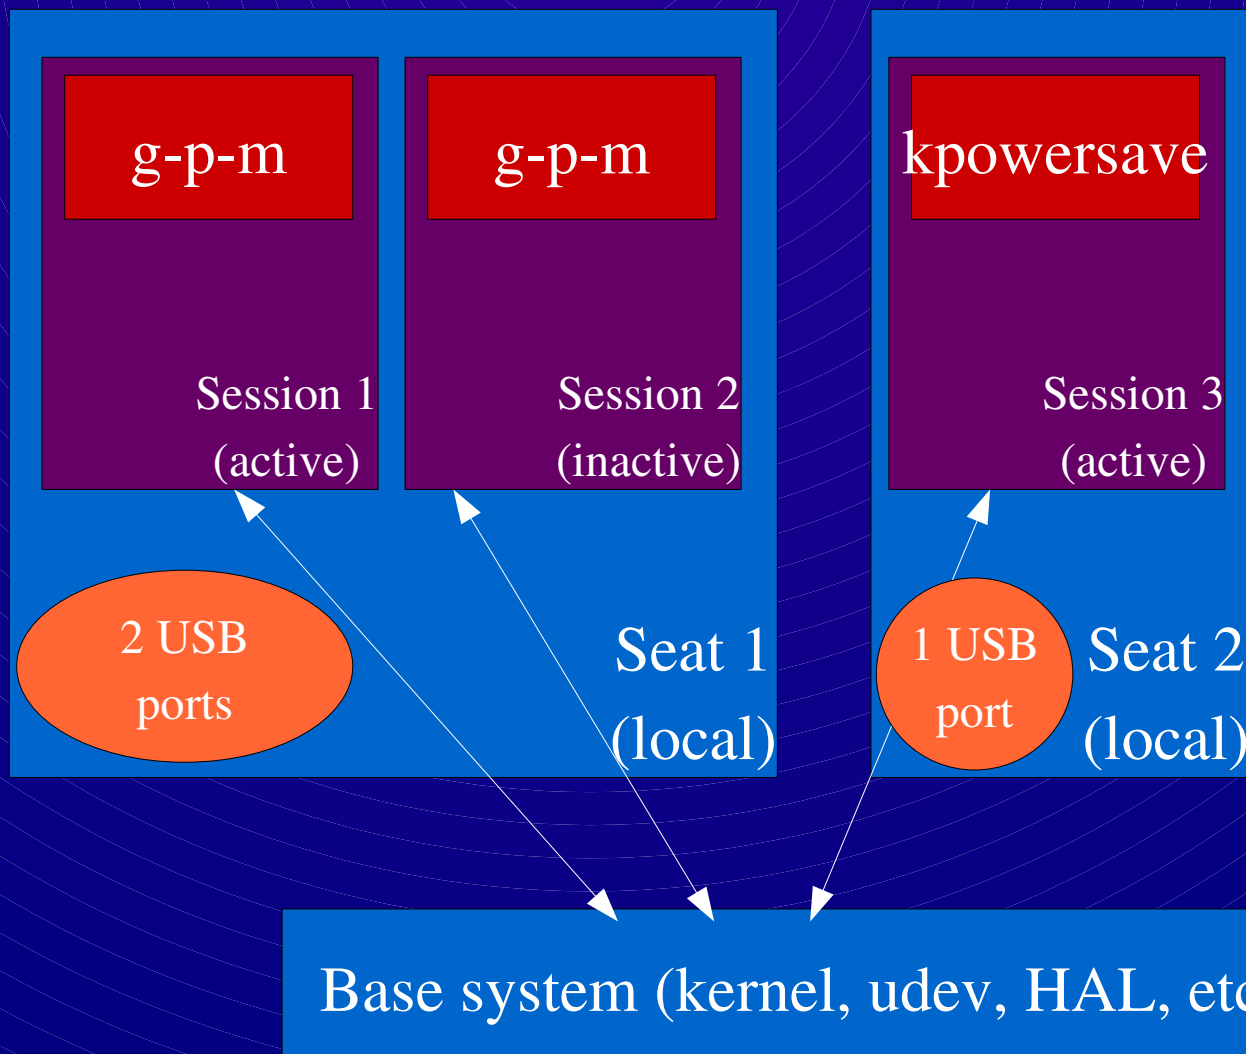 g-p-m
g-p-m
kpowersave
Session 1
(active)
Session 2
(inactive)
Session 3
(active)
2 USB
ports
Seat 1
(local)
1 USB
port
Seat 2
(local)
Base system (kernel, udev, HAL, etc